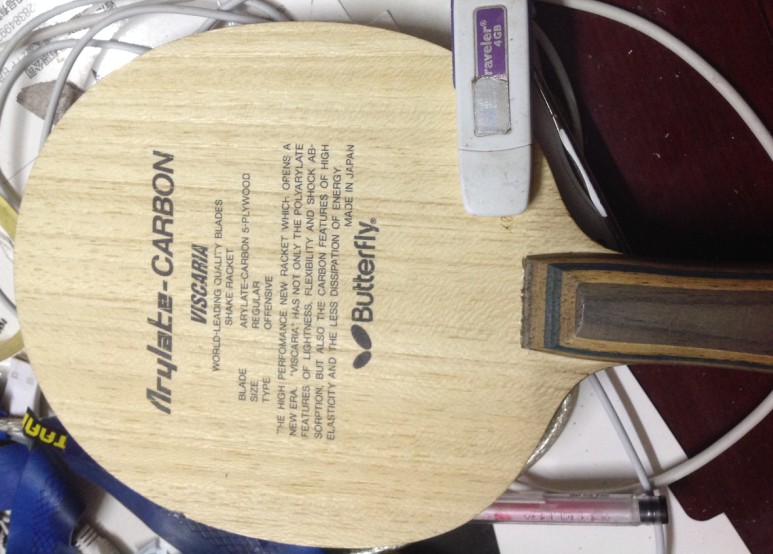 Arylate-CARBON
VISCARIA
WORLD-LEADING QUALITY BLADES
SHAKE RACKET
BLADE ARYLATE-CARBON 5-PLYWOOD
SIZE REGULAR
TYPE OFFENSIVE
THE HIGH PERFOMANCE NEW RACKET WHICH OPENS A
NEW ERA. "VISCARIA" HAS NOT ONLY THE POLYARYLATE
FEATURES OF LIGHTNESS, FLEXIBILITY AND SHOCK AB-
SORPTION, BUT ALSO THE CARBON FEATURES OF HIGH
ELASTICITY AND THE LESS DISSIPATION OF ENERGY.
MADE IN JAPAN
Butterfly®
raveler®
4GB